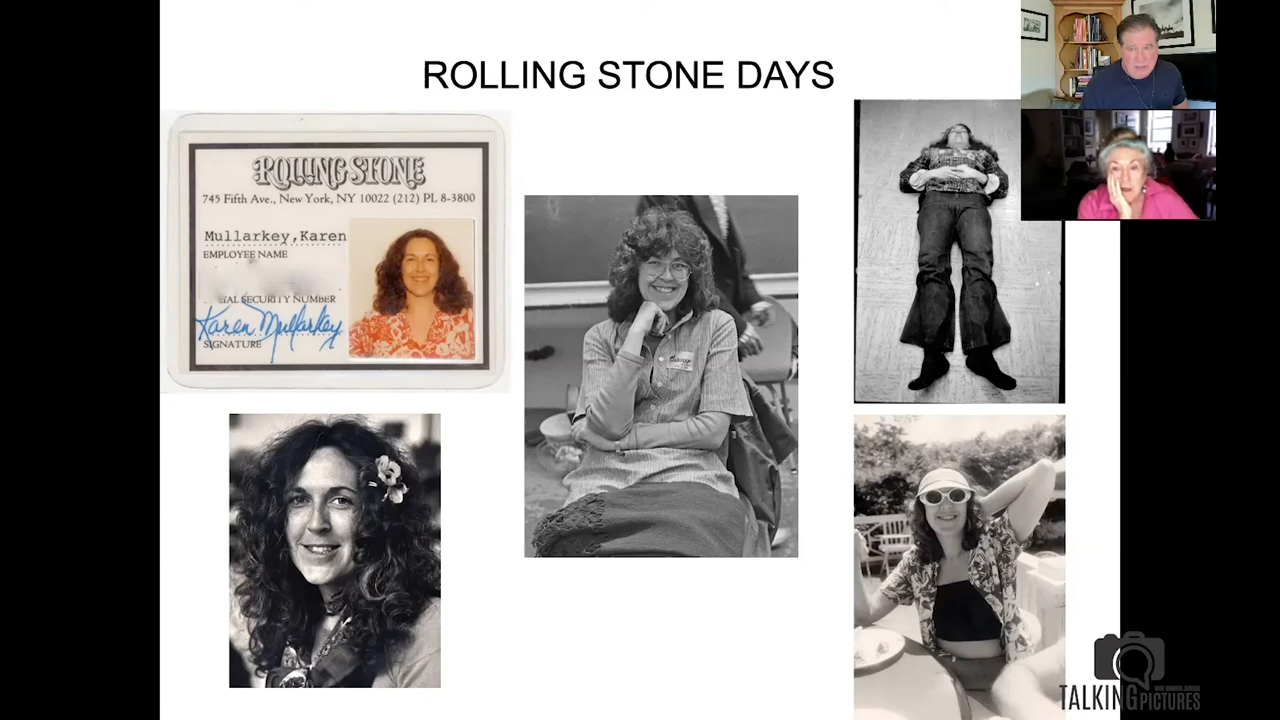 ROLLING STONE DAYS
ROLLING STONE
745 Fifth Ave., New York, NY 10022 (212) PL 8-3800
Mullarkey,Karen
EMPLOYEE NAME
SECURITY NUMBER
Karen Mullarkey
SIGNATURE
TALKING
PICTURES